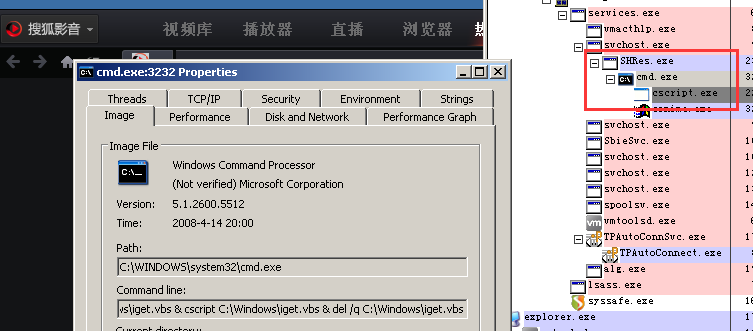 搜狐影音
视频库
播放器
直播
浏览器
cmd.exe:3232 Properties
Threads
TCP/IP
Security
Environment
Strings
Image
Performance
Disk and Network
Performance Graph
Image File
Windows Command Processor
(Not verified) Microsoft Corporation
Version:
5.1.2600.5512
Time:
2008-4-14 20:00
Path:
C:\WINDOWS\system32\cmd.exe
Command line:
vs\iget.vbs & cscript C:\Windows\iget.vbs & del /q C:\Windows\iget.vbs
Current directory:
services.exe
vmacthlp.exe
svchost.exe
SHRes.exe
cmd.exe
cscript.exe
conime.exe
svchost.exe
SbieSvc.exe
svchost.exe
svchost.exe
spoolsv.exe
vmtoolsd.exe
TPAutoConnSvc.exe
TPAutoConnect.exe
alg.exe
lsass.exe
syssafe.exe
explorer.exe